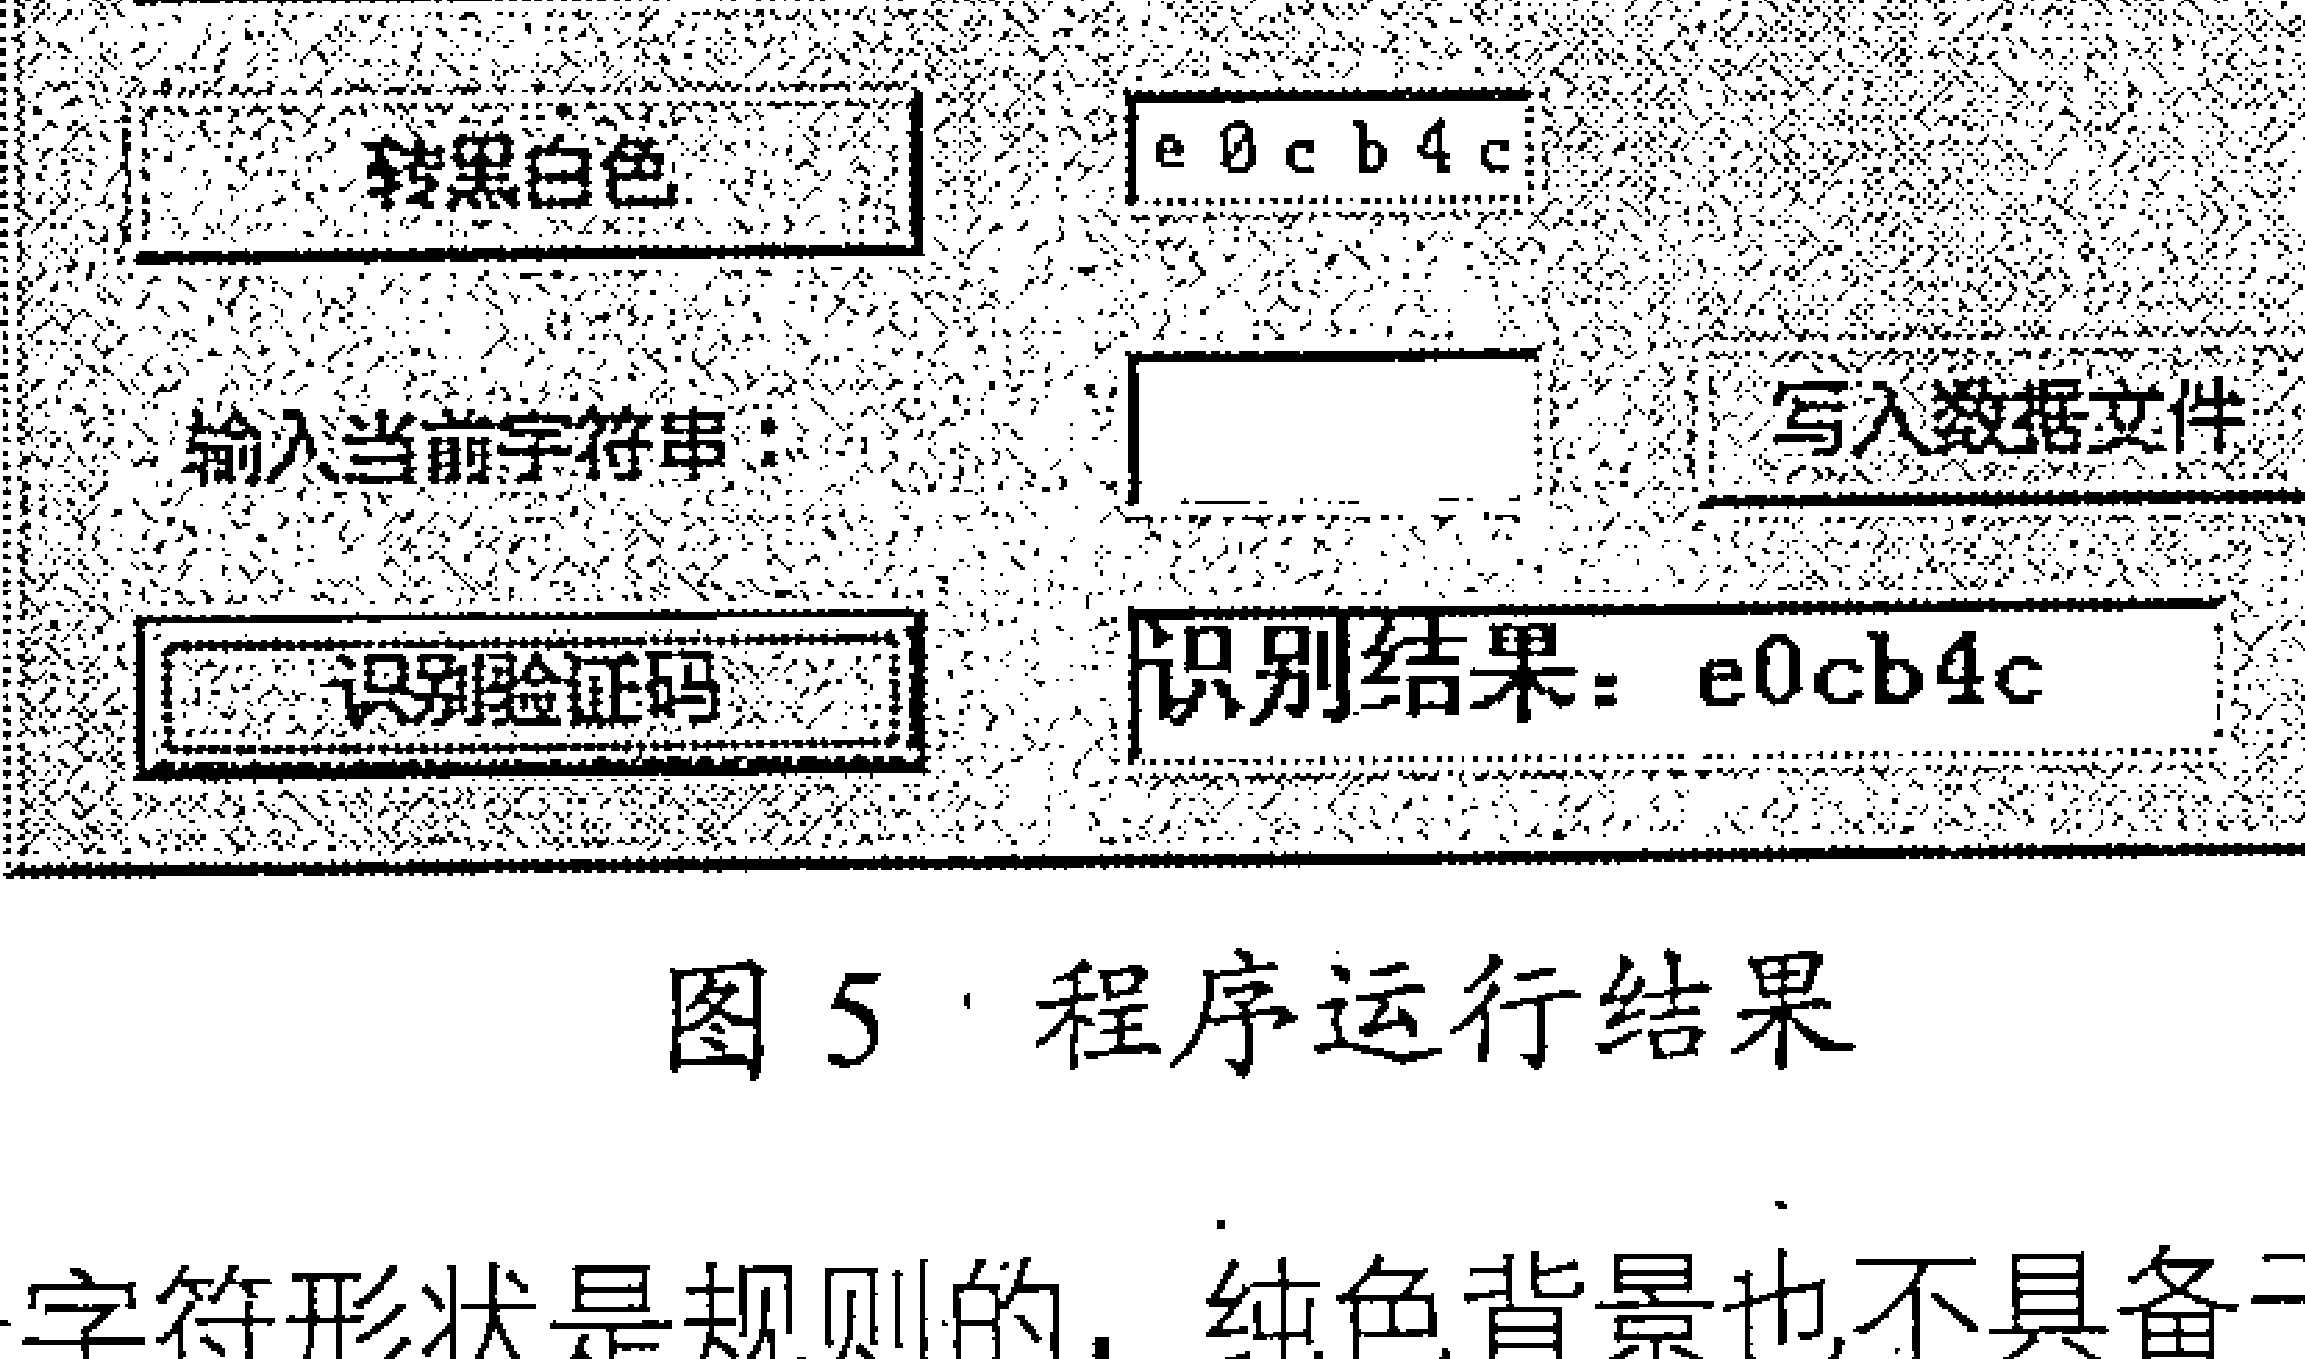 转黑白色 e0cb4c
输入当前字符串： 写入数据文件
识别验证码 识别结果：e0cb4c
图 5 程序运行结果
字符形状是规则的，纯色背景也不具备